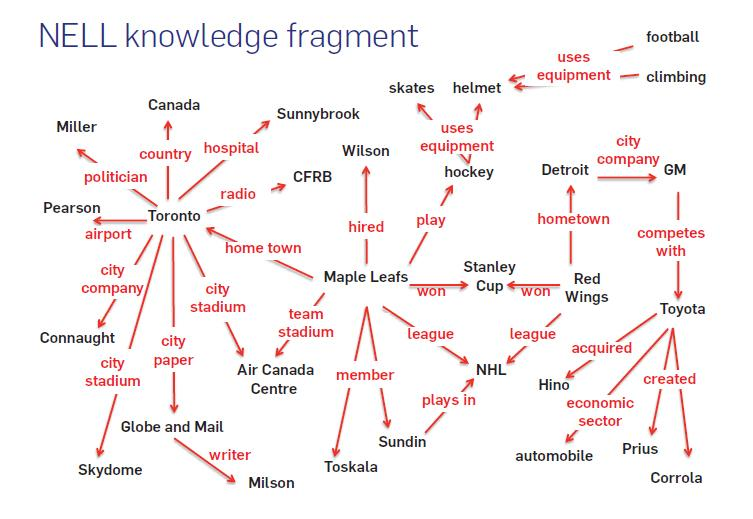 NELL knowledge fragment
football
uses
equipment
climbing
skates
helmet
Canada
Sunnybrook
Miller
uses
equipment
country
hospital
Wilson
city
company
politician
CFRB
hockey
Detroit
GM
radio
Pearson
Toronto
airport
hired
play
hometown
competes
with
home town
city
company
city
stadium
Maple Leafs
Stanley
Cup
won
won
Red
Wings
Toyota
team
stadium
Connaught
city
paper
city
stadium
league
league
acquired
Air Canada
Centre
member
NHL
Hino
created
plays in
economic
sector
Globe and Mail
Sundin
automobile
Prius
writer
Skydome
Milson
Toskala
Corrola